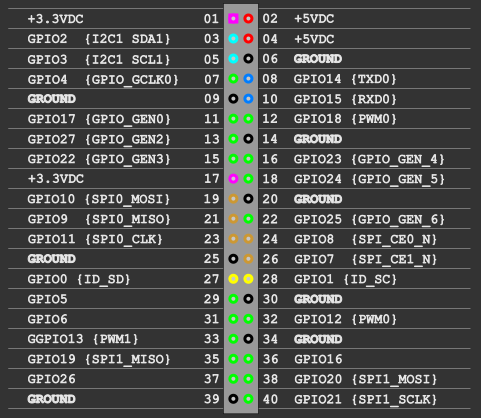 +3.3VDC 01 02 +5VDC
GPIO2 {I2C1 SDA1} 03 04 +5VDC
GPIO3 {I2C1 SCL1} 05 06 GROUND
GPIO4 {GPIO_GCLK0} 07 08 GPIO14 {TXD0}
GROUND 09 10 GPIO15 {RXD0}
GPIO17 {GPIO_GEN0} 11 12 GPIO18 {PWM0}
GPIO27 {GPIO_GEN2} 13 14 GROUND
GPIO22 {GPIO_GEN3} 15 16 GPIO23 {GPIO_GEN_4}
+3.3VDC 17 18 GPIO24 {GPIO_GEN_5}
GPIO10 {SPI0_MOSI} 19 20 GROUND
GPIO9 {SPI0_MISO} 21 22 GPIO25 {GPIO_GEN_6}
GPIO11 {SPI0_CLK} 23 24 GPIO8 {SPI_CE0_N}
GROUND 25 26 GPIO7 {SPI_CE1_N}
GPIO0 {ID_SD} 27 28 GPIO1 {ID_SC}
GPIO5 29 30 GROUND
GPIO6 31 32 GPIO12 {PWM0}
GGPIO13 {PWM1} 33 34 GROUND
GPIO19 {SPI1_MISO} 35 36 GPIO16
GPIO26 37 38 GPIO20 {SPI1_MOSI}
GROUND 39 40 GPIO21 {SPI1_SCLK}